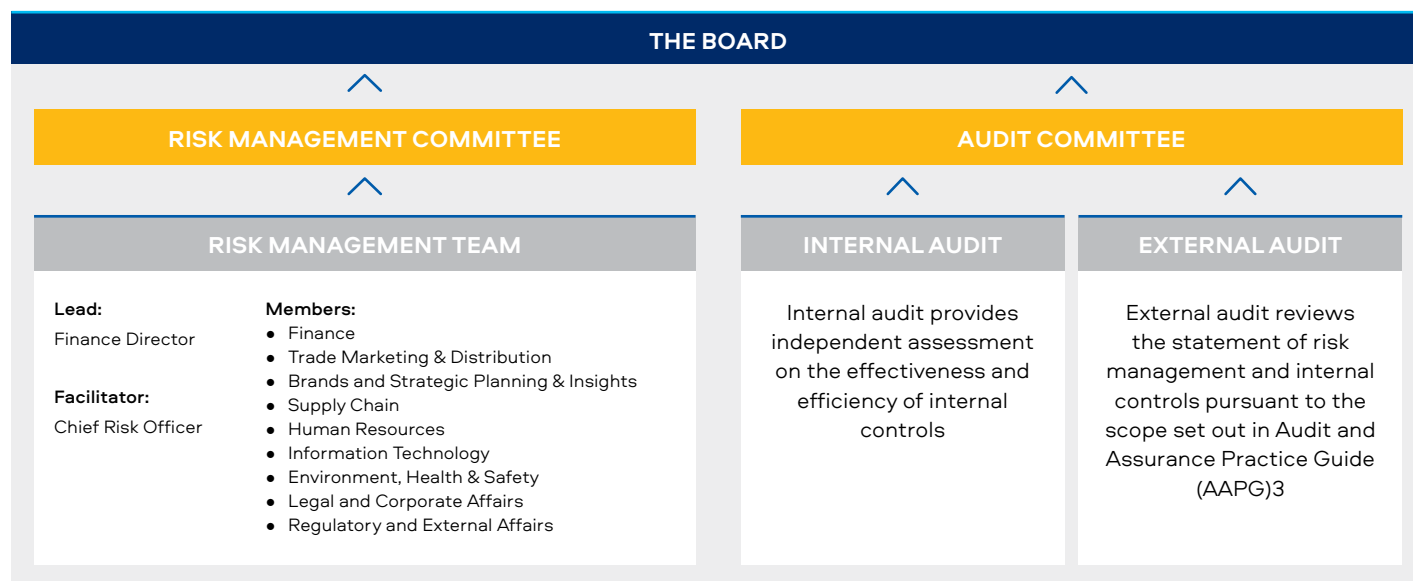 THE BOARD
RISK MANAGEMENT COMMITTEE
RISK MANAGEMENT TEAM
Lead:
Finance Director
Facilitator:
Chief Risk Officer
Members:
● Finance
● Trade Marketing & Distribution
● Brands and Strategic Planning & Insights
● Supply Chain
● Human Resources
● Information Technology
● Environment, Health & Safety
● Legal and Corporate Affairs
● Regulatory and External Affairs
AUDIT COMMITTEE
INTERNAL AUDIT
Internal audit provides
independent assessment
on the effectiveness and
efficiency of internal
controls
EXTERNAL AUDIT
External audit reviews
the statement of risk
management and internal
controls pursuant to the
scope set out in Audit and
Assurance Practice Guide
(AAPG)3